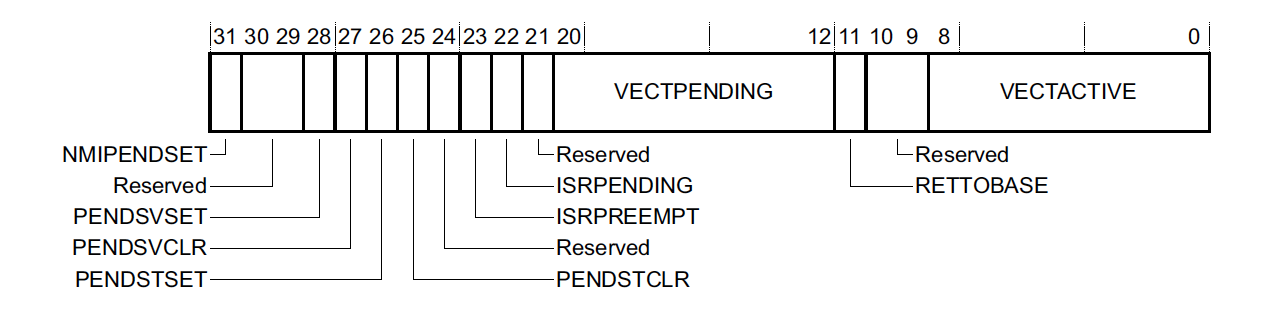 31 30 29 28 27 26 25 24 23 22 21 20 12 11 10 9 8 0
VECTPENDING VECTACTIVE
NMIPENDSET Reserved Reserved
Reserved ISRPENDING RETTOBASE
PENDSVSET ISRPREEMPT
PENDSVCLR Reserved
PENDSTSET PENDSTCLR